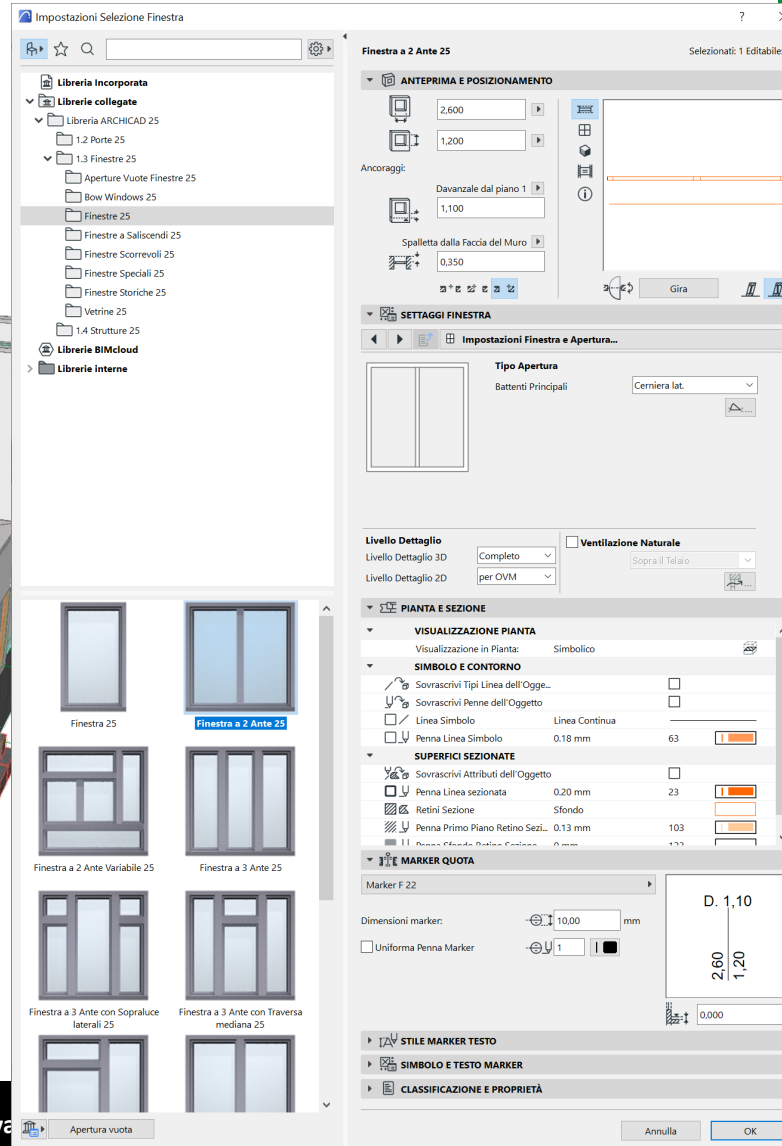 Impostazioni Selezione Finestra
?
Libreria Incorporata
Librerie collegate
Libreria ARCHICAD 25
1.2 Porte 25
1.3 Finestre 25
Aperture Vuote Finestre 25
Bow Windows 25
Finestre 25
Finestre a Saliscendi 25
Finestre Scorrevoli 25
Finestre Speciali 25
Finestre Storiche 25
Vetrine 25
1.4 Strutture 25
Librerie BIMcloud
Librerie interne
Finestra 25
Finestra a 2 Ante 25
Finestra a 2 Ante Variabile 25
Finestra a 3 Ante 25
Finestra a 3 Ante con Sopraluce
laterali 25
Finestra a 3 Ante con Traversa
mediana 25
Apertura vuota
Finestra a 2 Ante 25
Selezionati: 1 Editabile:
ANTEPRIMA E POSIZIONAMENTO
2,600
1,200
Ancoraggi:
Davanzale dal piano 1
1,100
Spalletta dalla Faccia del Muro
0,350
Gira
SETTAGGI FINESTRA
Impostazioni Finestra e Apertura...
Tipo Apertura
Battenti Principali
Cerniera lat.
Livello Dettaglio
Livello Dettaglio 3D
Completo
Livello Dettaglio 2D
per OVM
Ventilazione Naturale
Sopra il Telaio
PIANTA E SEZIONE
VISUALIZZAZIONE PIANTA
Visualizzazione in Pianta:
Simbolico
SIMBOLO E CONTORNO
Sovrascrivi Tipi Linea dell'Ogge...
Sovrascrivi Penne dell'Oggetto
Linea Simbolo
Linea Continua
Penna Linea Simbolo
0.18 mm
63
SUPERFICI SEZIONATE
Sovrascrivi Attributi dell'Oggetto
Penna Linea sezionata
0.20 mm
23
Retini Sezione
Sfondo
Penna Primo Piano Retino Sezi...
0.13 mm
103
MARKER QUOTA
Marker F 22
Dimensioni marker:
10,00
mm
Uniforma Penna Marker
1
D. 1,10
2,60
1,20
0,000
STILE MARKER TESTO
SIMBOLO E TESTO MARKER
CLASSIFICAZIONE E PROPRIETÀ
Annulla
OK